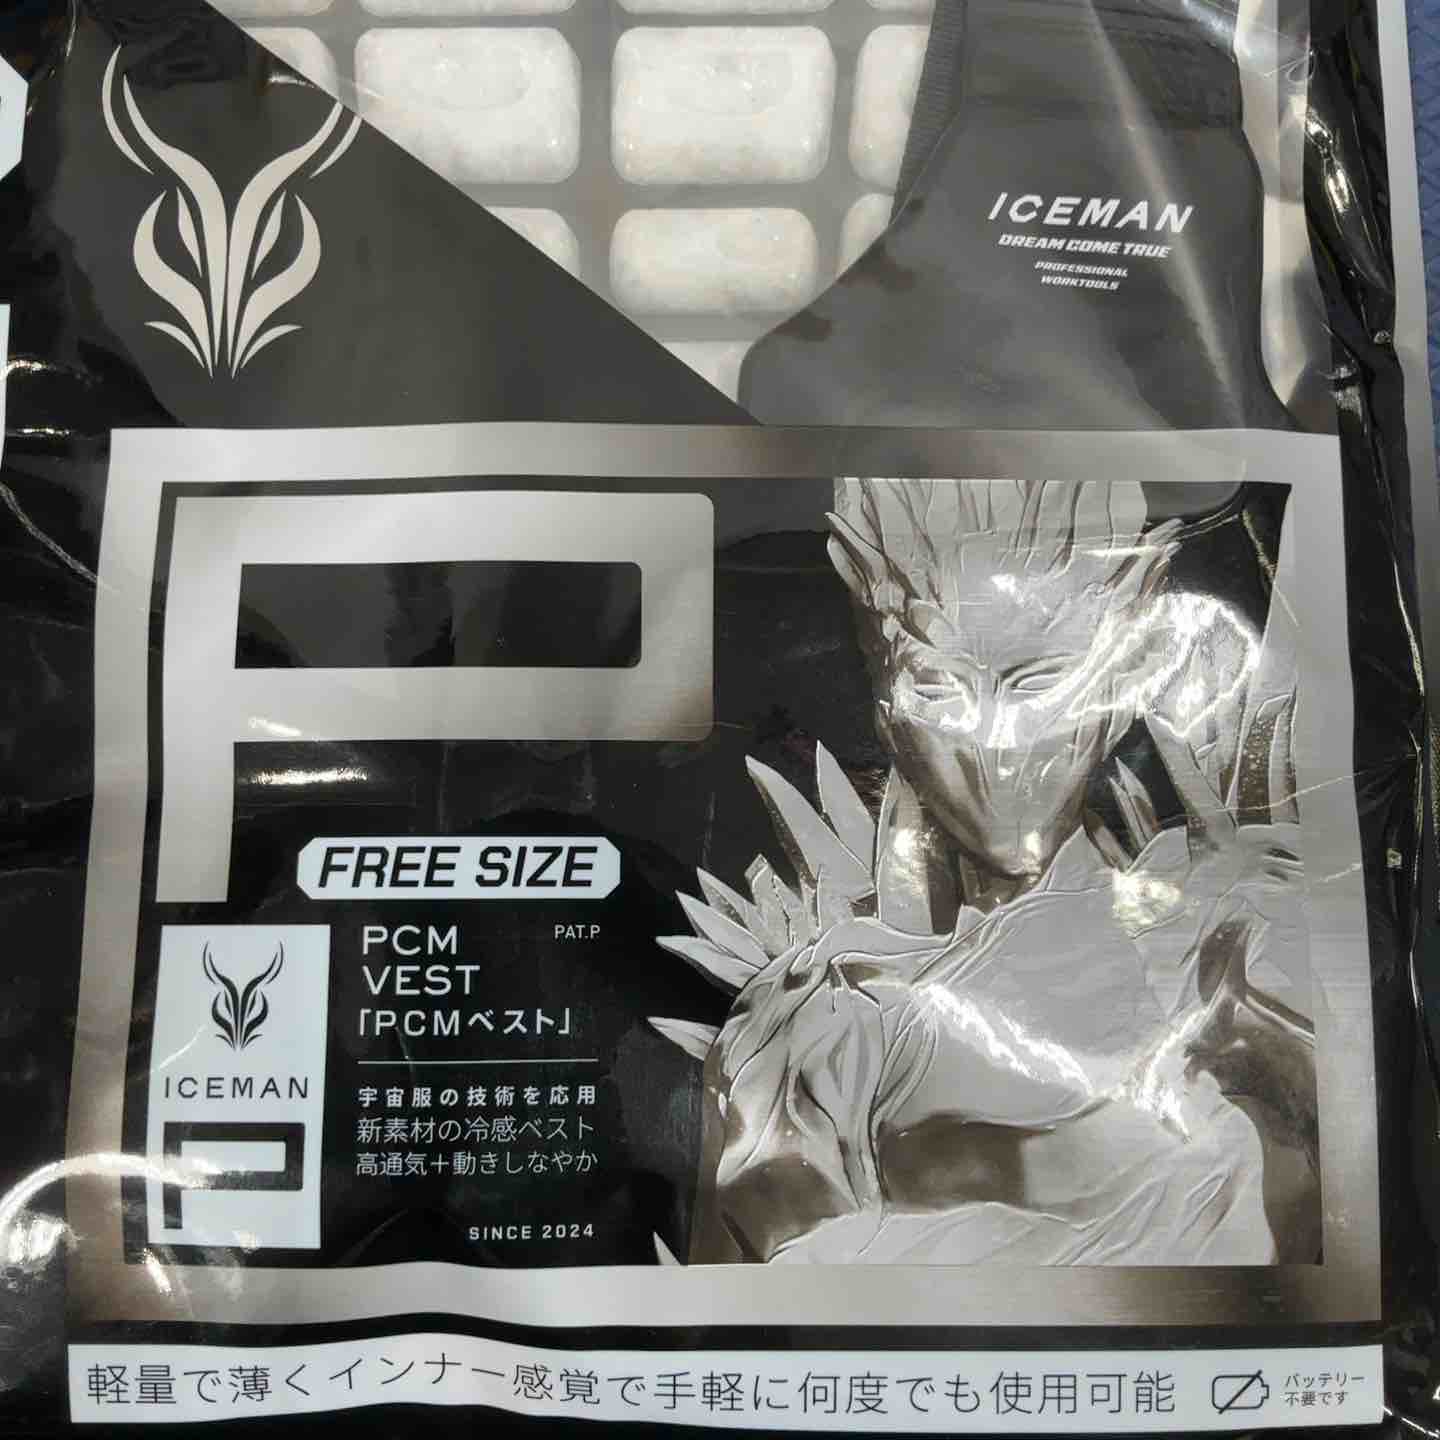 ICEMAN
DREAM COME TRUE
PROFESSIONAL
WORKTOOLS
P
FREE SIZE
PCM
VEST
PAT.P
「PCMベスト」
宇宙服の技術を応用
新素材の冷感ベスト
高通気＋動きしなやか
SINCE 2024
ICEMAN
P
軽量で薄くインナー感覚で手軽に何度でも使用可能
バッテリー
不要です